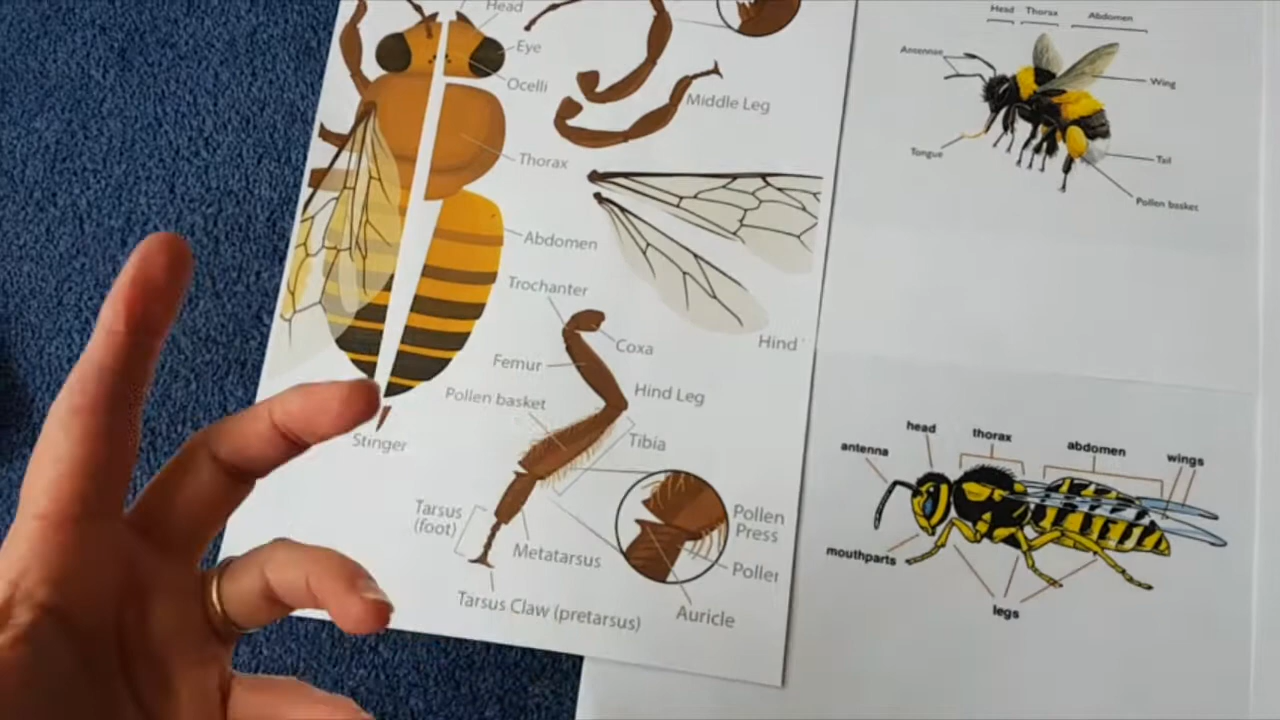 Head
Eye
Ocelli
Middle Leg
Thorax
Abdomen
Trochanter
Coxa
Hind
Femur
Hind Leg
Pollen basket
Stinger
Tibia
Tarsus
(foot)
Pollen
Press
Metatarsus
Tarsus Claw (pretarsus)
Auricle
Head Thorax Abdomen
Antennae
Wing
Tongue
Tail
Pollen basket
head
thorax
abdomen
wings
antenna
mouthparts
legs